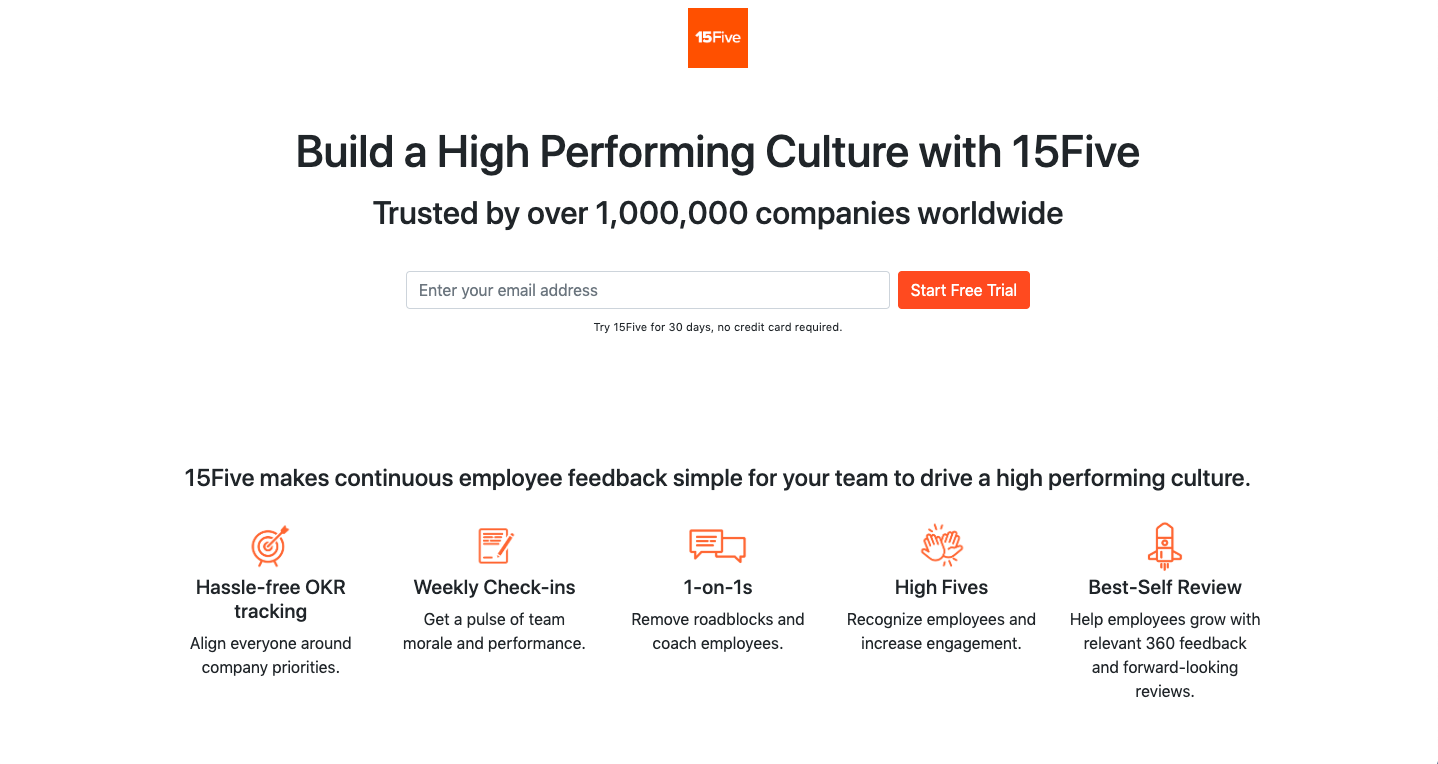 15Five
Build a High Performing Culture with 15Five
Trusted by over 1,000,000 companies worldwide
Enter your email address
Start Free Trial
Try 15Five for 30 days, no credit card required.
15Five makes continuous employee feedback simple for your team to drive a high performing culture.
Hassle-free OKR
tracking
Align everyone around
company priorities.
Weekly Check-ins
Get a pulse of team
morale and performance.
1-on-1s
Remove roadblocks and
coach employees.
High Fives
Recognize employees and
increase engagement.
Best-Self Review
Help employees grow with
relevant 360 feedback
and forward-looking
reviews.